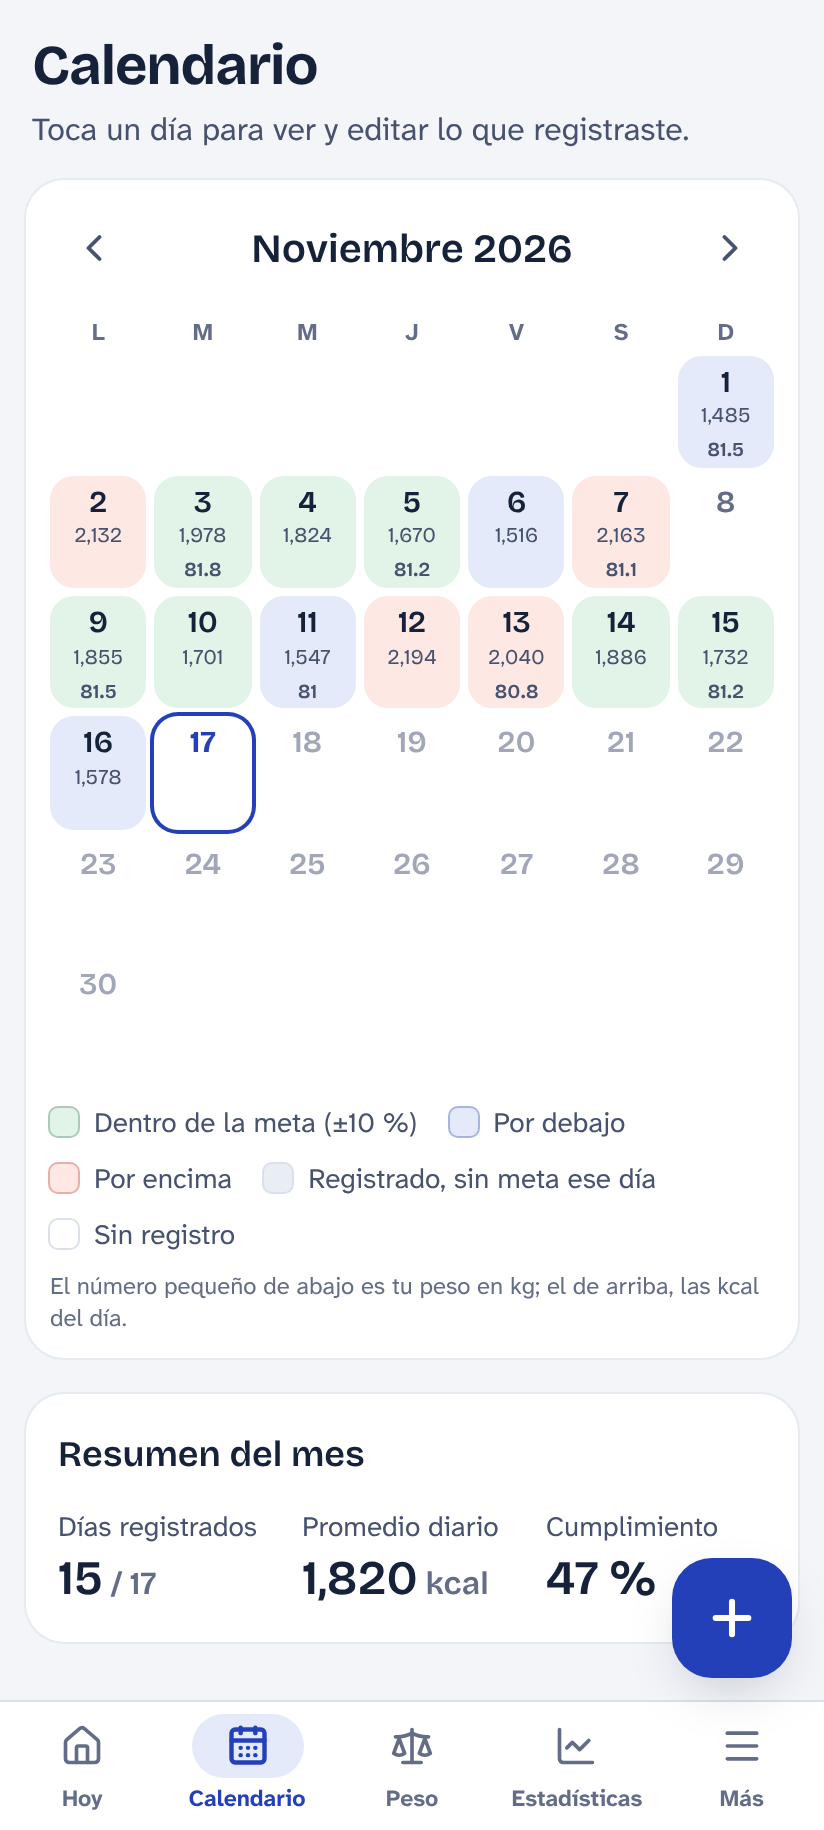 Calendario
Toca un día para ver y editar lo que registraste.
Noviembre 2026
L M M J V S D
1
1,485
81.5
2 3 4 5 6 7 8
2,132 1,978 1,824 1,670 1,516 2,163
81.8 81.2 81.1
9 10 11 12 13 14 15
1,855 1,701 1,547 2,194 2,040 1,886 1,732
81.5 81 80.8 81.2
16 17 18 19 20 21 22
1,578
23 24 25 26 27 28 29
30
Dentro de la meta (±10 %) Por debajo
Por encima Registrado, sin meta ese día
Sin registro
El número pequeño de abajo es tu peso en kg; el de arriba, las kcal
del día.
Resumen del mes
Días registrados Promedio diario Cumplimiento
15 / 17 1,820 kcal 47 %
Hoy Calendario Peso Estadísticas Más